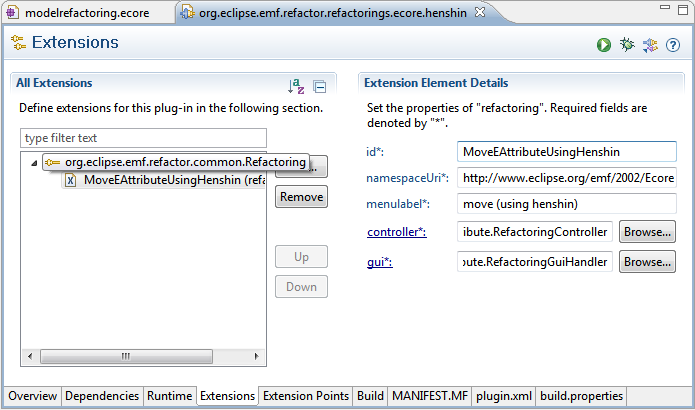 modelrefactoring.ecore
org.eclipse.emf.refactor.refactorings.ecore.henshin
Extensions
All Extensions
Define extensions for this plug-in in the following section.
type filter text
org.eclipse.emf.refactor.common.Refactoring
...
MoveEAttributeUsingHenshin (refa
Remove
Up
Down
Extension Element Details
Set the properties of "refactoring". Required fields are
denoted by "*".
id*: MoveEAttributeUsingHenshin
namespaceUri*: http://www.eclipse.org/emf/2002/Ecore
menulabel*: move (using henshin)
controller*: ibute.RefactoringController Browse...
gui*: oute.RefactoringGuiHandler Browse...
Overview Dependencies Runtime Extensions Extension Points Build MANIFEST.MF plugin.xml build.properties